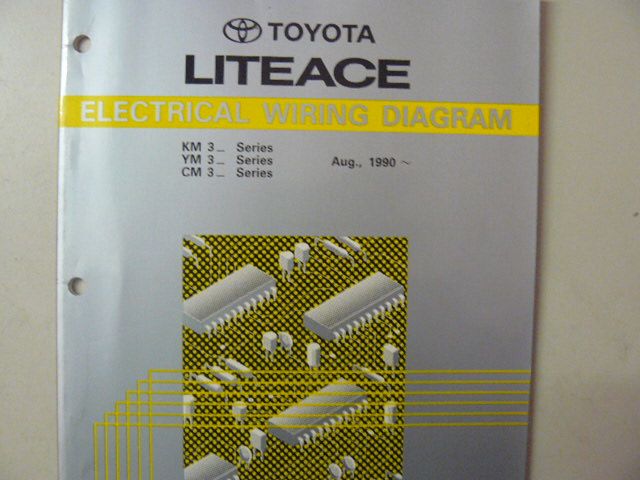 TOYOTA
LITEACE
ELECTRICAL WIRING DIAGRAM
KM 3_ Series
YM 3_ Series Aug., 1990 ~
CM 3_ Series